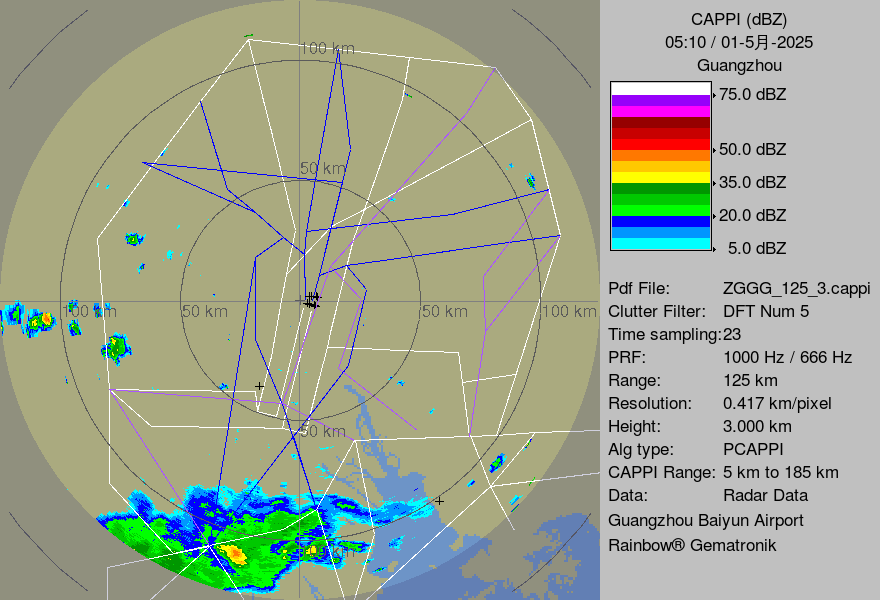 CAPPI (dBZ)
05:10 / 01-5月-2025
Guangzhou
75.0 dBZ
50.0 dBZ
35.0 dBZ
20.0 dBZ
5.0 dBZ
Pdf File: ZGGG_125_3.cappi
Clutter Filter: DFT Num 5
Time sampling:23
PRF: 1000 Hz / 666 Hz
Range: 125 km
Resolution: 0.417 km/pixel
Height: 3.000 km
Alg type: PCAPPI
CAPPI Range: 5 km to 185 km
Data: Radar Data
Guangzhou Baiyun Airport
Rainbow® Gematronik
100 km
50 km
100 km 50 km 50 km 100 km
50 km